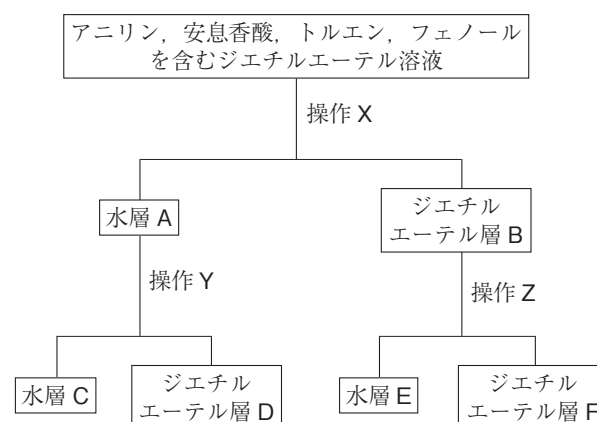 アニリン，安息香酸，トルエン，フェノール
を含むジエチルエーテル溶液
操作 X
水層 A
ジエチル
エーテル層 B
操作 Y
操作 Z
水層 C
ジエチル
エーテル層 D
水層 E
ジエチル
エーテル層 F